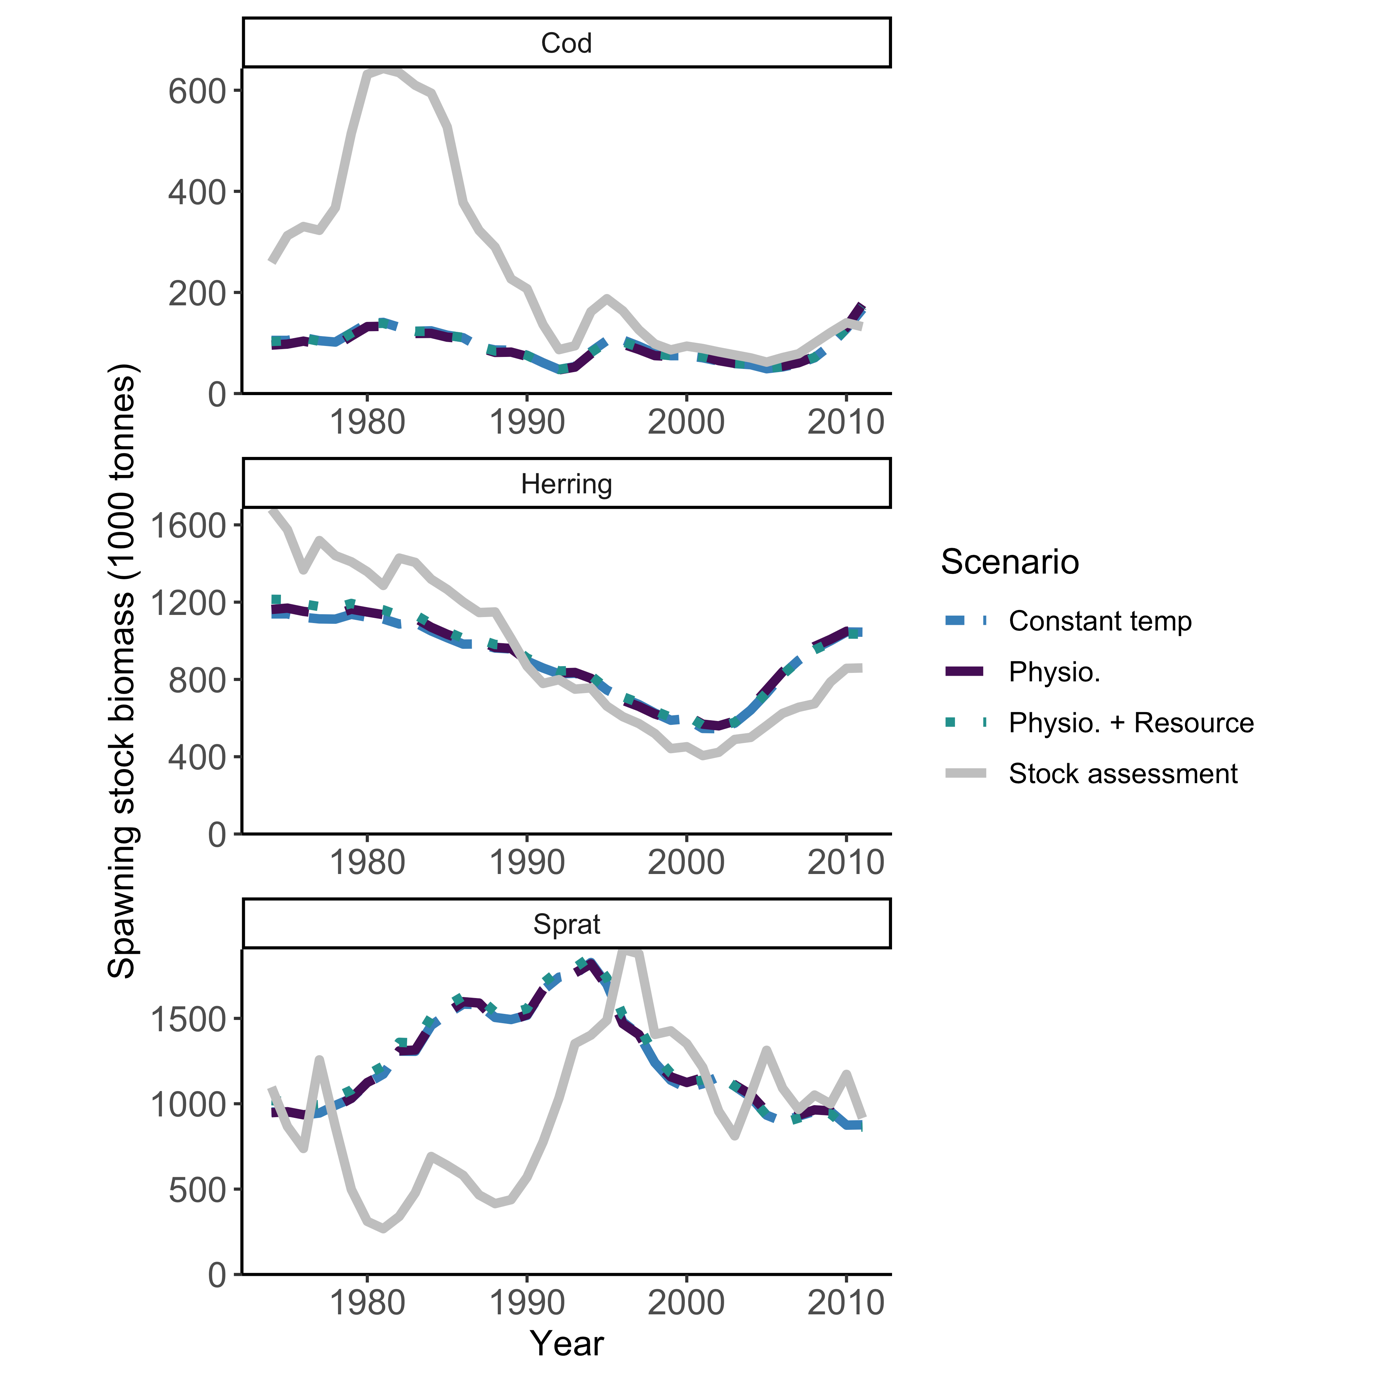 Cod
600
400
200
0
1980 1990 2000 2010
Herring
1600
1200
800
400
0
1980 1990 2000 2010
Sprat
1500
1000
500
0
1980 1990 2000 2010
Year
Spawning stock biomass (1000 tonnes)
Scenario
Constant temp
Physio.
Physio. + Resource
Stock assessment